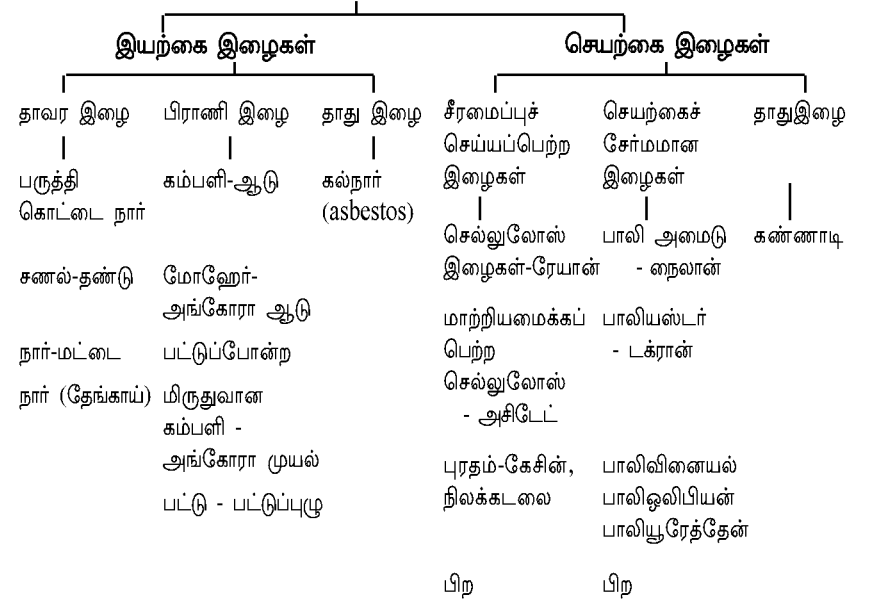 இயற்கை இழைகள்
செயற்கை இழைகள்
தாவர இழை
பருத்தி
கொட்டை நார்
சணல்-தண்டு
நார்-மட்டை
நார் (தேங்காய்)
பிராணி இழை
கம்பளி-ஆடு
மோஹேர்-
அங்கோரா ஆடு
பட்டுப்போன்ற
மிருதுவான
கம்பளி -
அங்கோரா முயல்
பட்டு - பட்டுப்புழு
தாது இழை
கல்நார்
(asbestos)
சீரமைப்புச்
செய்யப்பெற்ற
இழைகள்
செல்லுலோஸ்
இழைகள்-ரேயான்
மாற்றியமைக்கப்
பெற்ற
செல்லுலோஸ்
- அசிடேட்
புரதம்-கேசின்,
நிலக்கடலை
பிற
செயற்கைச்
சேர்மமான
இழைகள்
பாலி அமைடு
- நைலான்
பாலியஸ்டர்
- டக்ரான்
பாலிவினையல்
பாலிஒலிபியன்
பாலியூரேத்தேன்
பிற
தாதுஇழை
கண்ணாடி